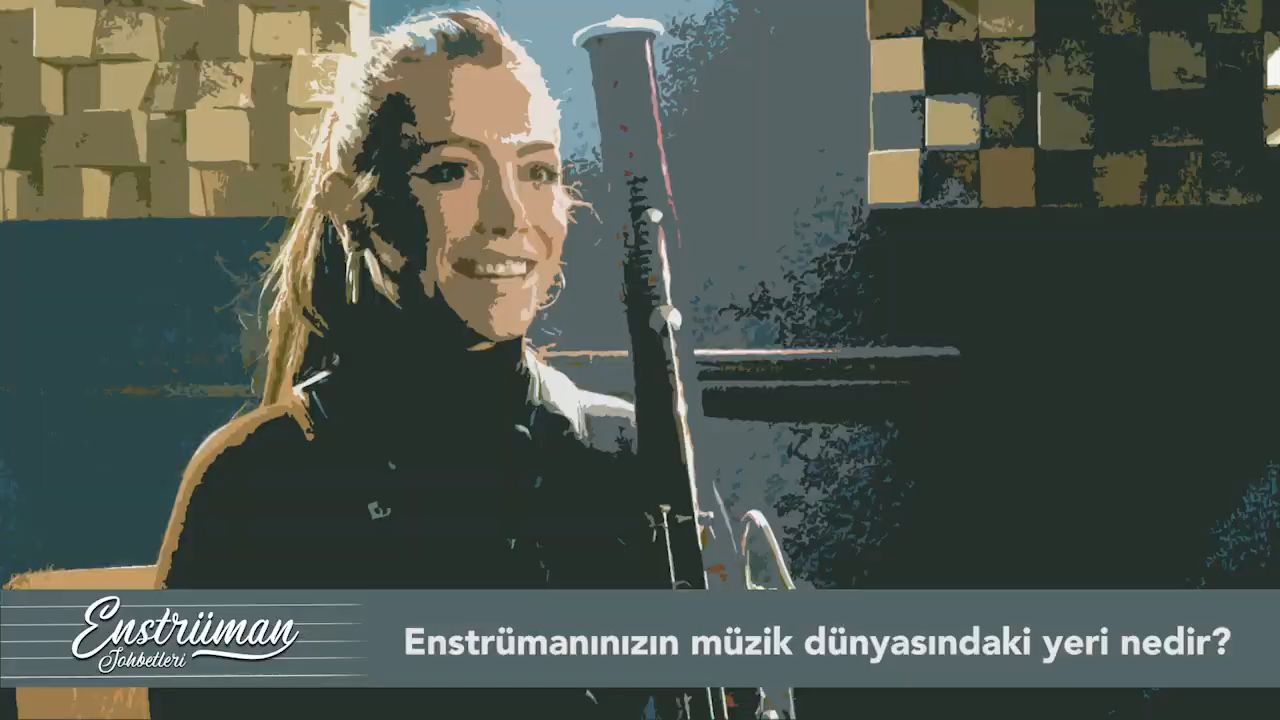 Enstrüman
Sohbetleri
Enstrümanınızın müzik dünyasındaki yeri nedir?